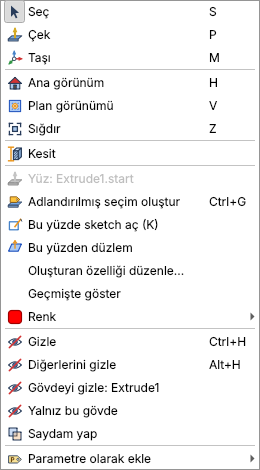 Seç S
Çek P
Taşı M
Ana görünüm H
Plan görünümü V
Sığdır Z
Kesit
Yüz: Extrude1.start
Adlandırılmış seçim oluştur Ctrl+G
Bu yüzde sketch aç (K)
Bu yüzden düzlem
Oluşturan özelliği düzenle...
Geçmişte göster
Renk
Gizle Ctrl+H
Diğerlerini gizle Alt+H
Gövdeyi gizle: Extrude1
Yalnız bu gövde
Saydam yap
Parametre olarak ekle